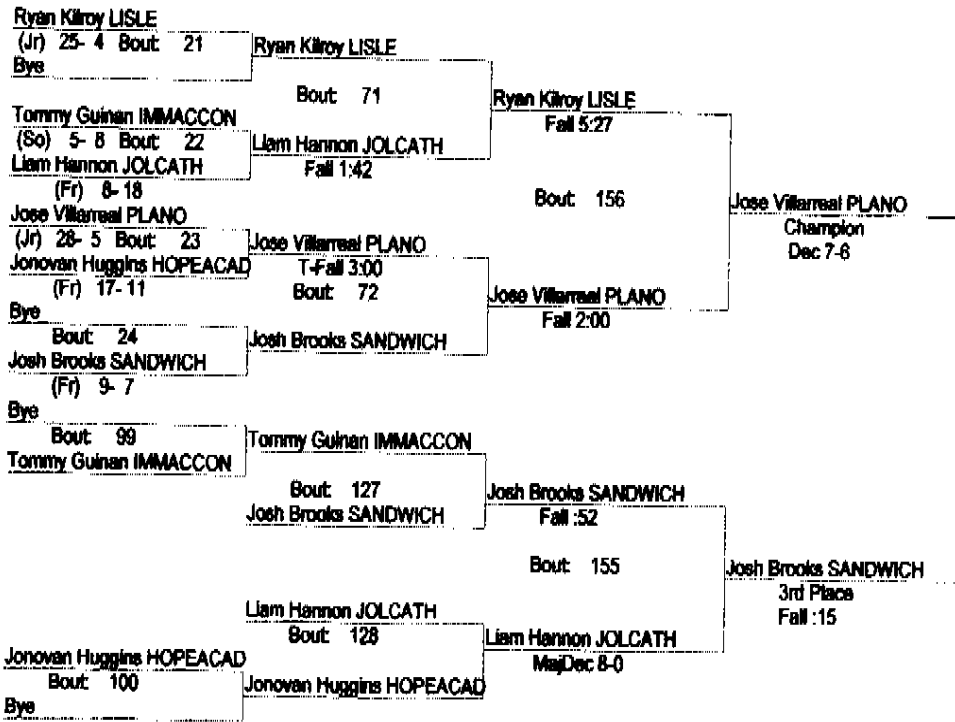 Ryan Kilroy LISLE
(Jr) 25- 4 Bout: 21
Bye
Ryan Kilroy LISLE
Bout: 71
Tommy Guinan IMMACCON
(So) 5- 8 Bout: 22
Liam Hannon JOLCATH
(Fr) 8- 18
Liam Hannon JOLCATH
Fall 1:42
Ryan Kilroy LISLE
Fall 5:27
Bout: 156
Jose Villarreal PLANO
Champion
Dec 7-6
Jose Villarreal PLANO
(Jr) 28- 5 Bout: 23
Jonovan Huggins HOPEACAD
(Fr) 17- 11
Jose Villarreal PLANO
T-Fall 3:00
Bout: 72
Jose Villarreal PLANO
Fall 2:00
Bye
Bout: 24
Josh Brooks SANDWICH
(Fr) 9- 7
Josh Brooks SANDWICH
Bye
Bout: 99
Tommy Guinan IMMACCON
Tommy Guinan IMMACCON
Bout: 127
Josh Brooks SANDWICH
Josh Brooks SANDWICH
Fall :52
Bout: 155
Josh Brooks SANDWICH
3rd Place
Fall :15
Liam Hannon JOLCATH
Bout: 128
Liam Hannon JOLCATH
MajDec 8-0
Jonovan Huggins HOPEACAD
Bout: 100
Bye
Jonovan Huggins HOPEACAD